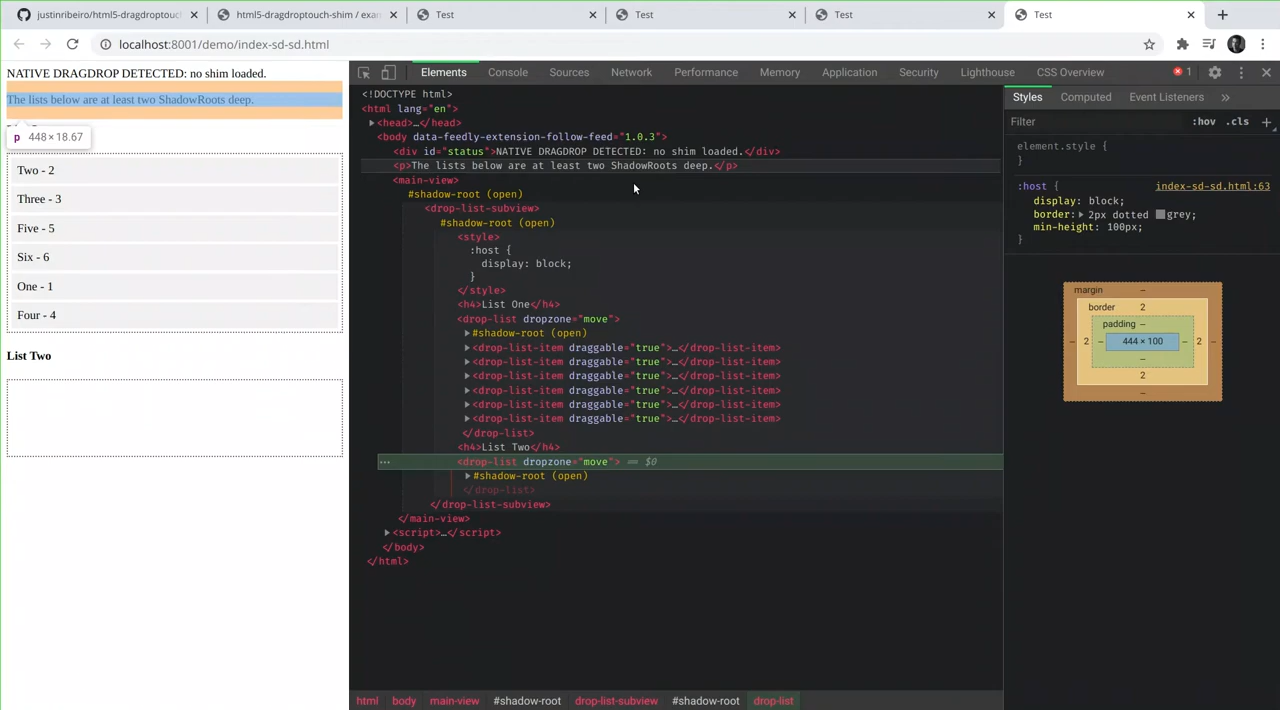 justinribeiro/html5-dragdroptouch
html5-dragdroptouch-shim / exam
Test
Test
Test
Test
localhost:8001/demo/index-sd-sd.html
NATIVE DRAGDROP DETECTED: no shim loaded.
The lists below are at least two ShadowRoots deep.
p 448×18.67
Two - 2
Three - 3
Five - 5
Six - 6
One - 1
Four - 4
List Two
Elements Console Sources Network Performance Memory Application Security Lighthouse CSS Overview 1
<!DOCTYPE html>
<html lang="en">
<head>…</head>
<body data-feedly-extension-follow-feed="1.0.3">
<div id="status">NATIVE DRAGDROP DETECTED: no shim loaded.</div>
<p>The lists below are at least two ShadowRoots deep.</p>
<main-view>
#shadow-root (open)
<drop-list-subview>
#shadow-root (open)
<style>
:host {
display: block;
}
</style>
<h4>List One</h4>
<drop-list dropzone="move">
#shadow-root (open)
<drop-list-item draggable="true">…</drop-list-item>
<drop-list-item draggable="true">…</drop-list-item>
<drop-list-item draggable="true">…</drop-list-item>
<drop-list-item draggable="true">…</drop-list-item>
<drop-list-item draggable="true">…</drop-list-item>
<drop-list-item draggable="true">…</drop-list-item>
</drop-list>
<h4>List Two</h4>
… <drop-list dropzone="move"> == $0
#shadow-root (open)
</drop-list>
</drop-list-subview>
</main-view>
<script>…</script>
</body>
</html>
html body main-view #shadow-root drop-list-subview #shadow-root drop-list
Styles Computed Event Listeners »
Filter :hov .cls +
element.style {
}
:host { index-sd-sd.html:63
display: block;
border: 2px dotted grey;
min-height: 100px;
}
margin –
border 2
padding –
– 2 – 444 × 100 – 2 –
–
2
–